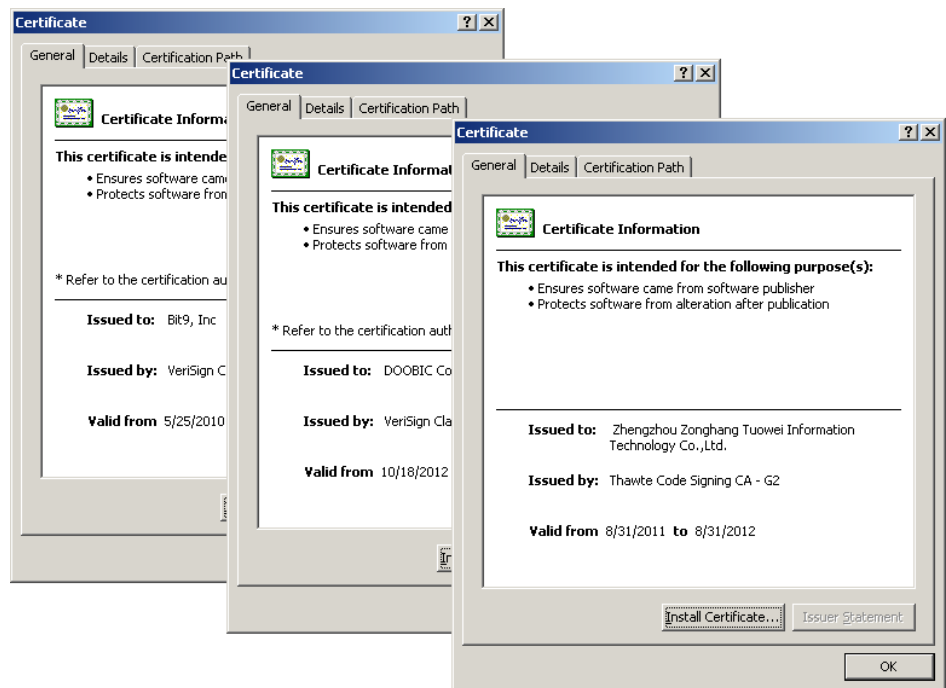 Certificate
General Details Certification Path
Certificate Informa
This certificate is intende
• Ensures software cam
• Protects software fron
* Refer to the certification au
Issued to: Bit9, Inc
Issued by: VeriSign C
Valid from 5/25/2010
Certificate
General Details Certification Path
Certificate Informat
This certificate is intended
• Ensures software came
• Protects software from
* Refer to the certification auth
Issued to: DOOBIC Co
Issued by: VeriSign Cla
Valid from 10/18/2012
In
Certificate
General Details Certification Path
Certificate Information
This certificate is intended for the following purpose(s):
• Ensures software came from software publisher
• Protects software from alteration after publication
Issued to: Zhengzhou Zonghang Tuowei Information
Technology Co.,Ltd.
Issued by: Thawte Code Signing CA - G2
Valid from 8/31/2011 to 8/31/2012
Install Certificate... Issuer Statement
OK